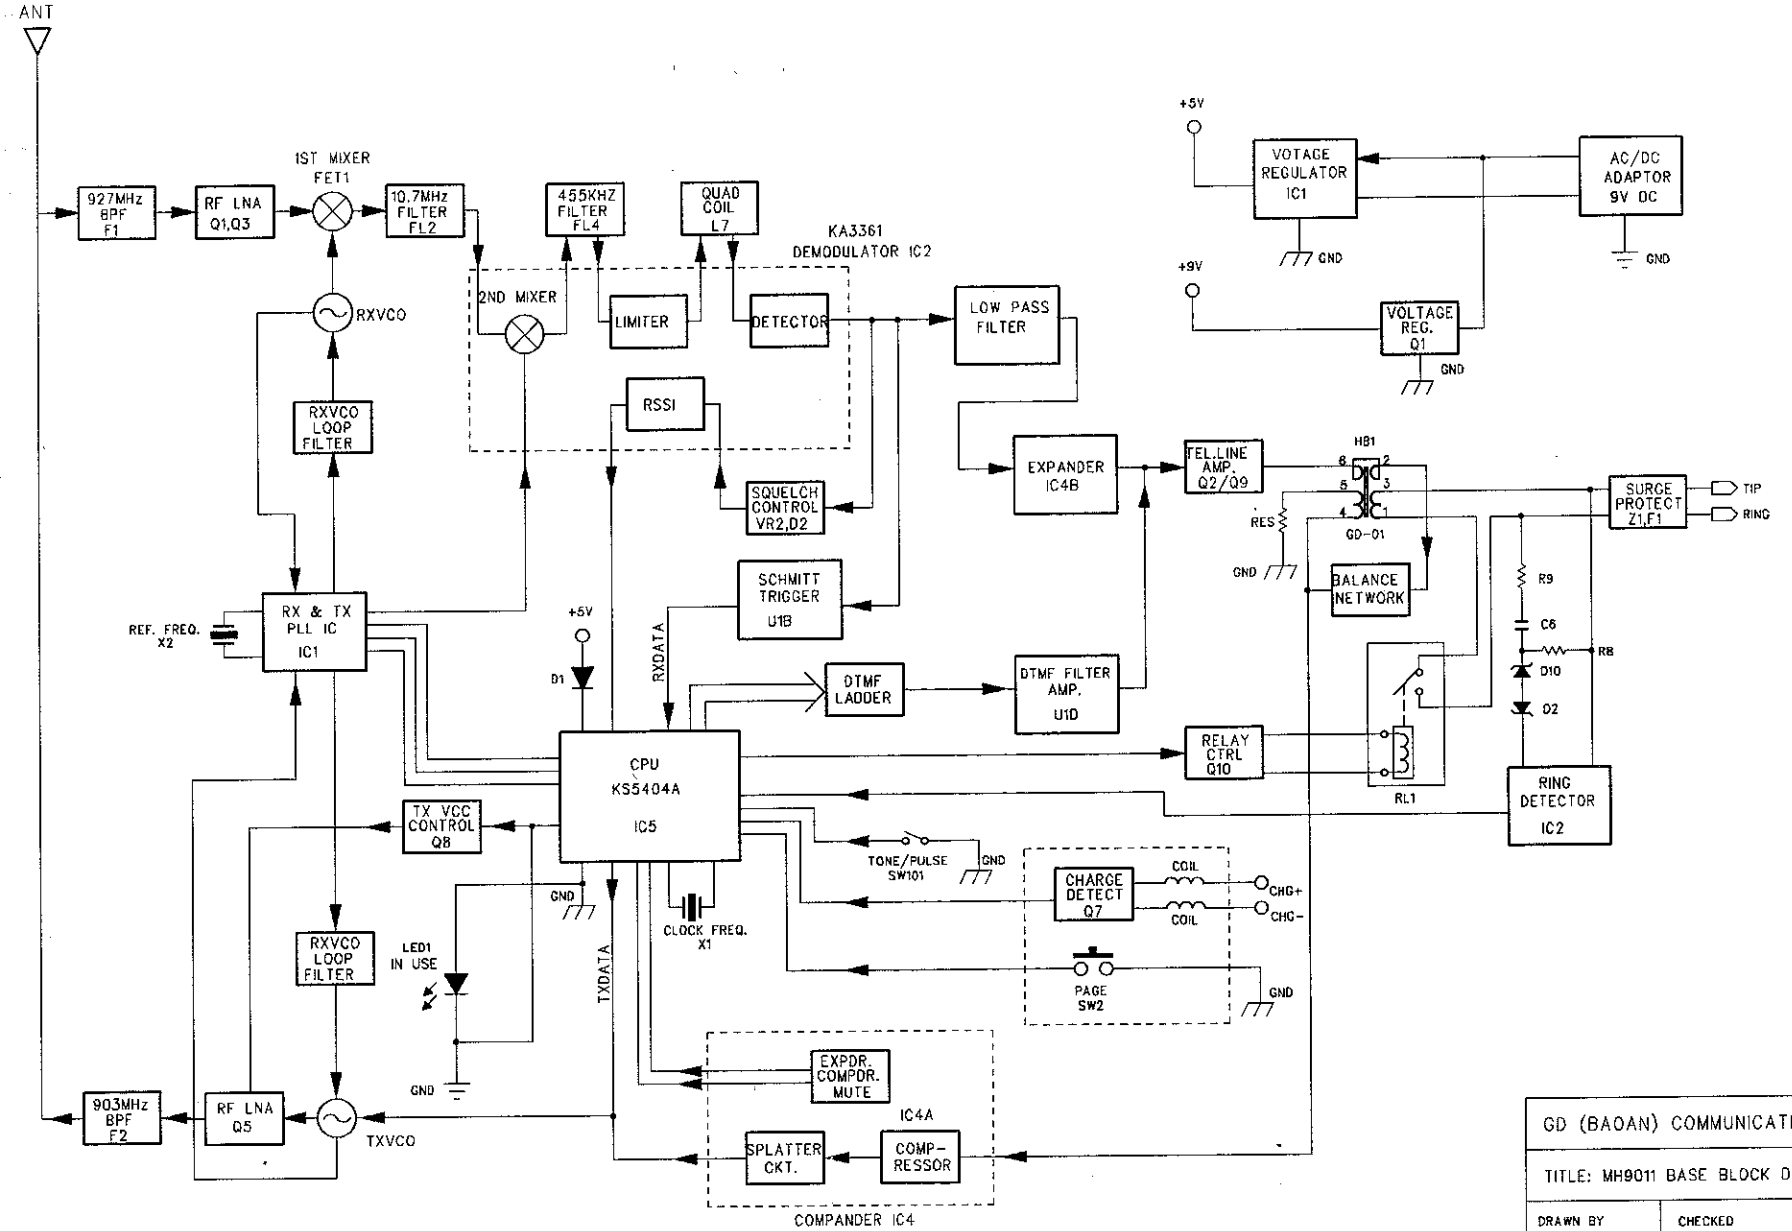 ANT
927MHz
BPF
F1
RF LNA
Q1,Q3
1ST MIXER
FET1
10.7MHz
FILTER
FL2
455KHZ
FILTER
FL4
QUAD
COIL
L7
KA3361
DEMODULATOR IC2
2ND MIXER
LIMITER
DETECTOR
RSSI
RXVCO
RXVCO
LOOP
FILTER
LOW PASS
FILTER
SQUELCH
CONTROL
VR2,D2
SCHMITT
TRIGGER
U1B
EXPANDER
IC4B
TEL.LINE
AMP.
Q2/Q9
+5V
VOTAGE
REGULATOR
IC1
GND
AC/DC
ADAPTOR
9V DC
GND
+9V
VOLTAGE
REG.
Q1
GND
HB1
6
2
5
3
4
1
GD-01
RES
GND
BALANCE
NETWORK
SURGE
PROTECT
Z1,F1
TIP
RING
R9
C6
R8
D10
D2
RING
DETECTOR
IC2
RL1
RELAY
CTRL
Q10
DTMF FILTER
AMP.
U1D
DTMF
LADDER
RXDATA
REF. FREQ.
X2
RX & TX
PLL IC
IC1
+5V
D1
CPU
KS5404A
IC5
TX VCC
CONTROL
Q8
GND
CLOCK FREQ.
X1
TXDATA
LED1
IN USE
GND
TONE/PULSE
SW101
GND
CHARGE
DETECT
Q7
COIL
COIL
CHG+
CHG-
PAGE
SW2
GND
RXVCO
LOOP
FILTER
903MHz
BPF
F2
RF LNA
Q5
TXVCO
EXPDR.
COMPDR.
MUTE
IC4A
SPLATTER
CKT.
COMP-
RESSOR
COMPANDER IC4
GD (BAOAN) COMMUNICATI
TITLE: MH9011 BASE BLOCK D
DRAWN BY
CHECKED